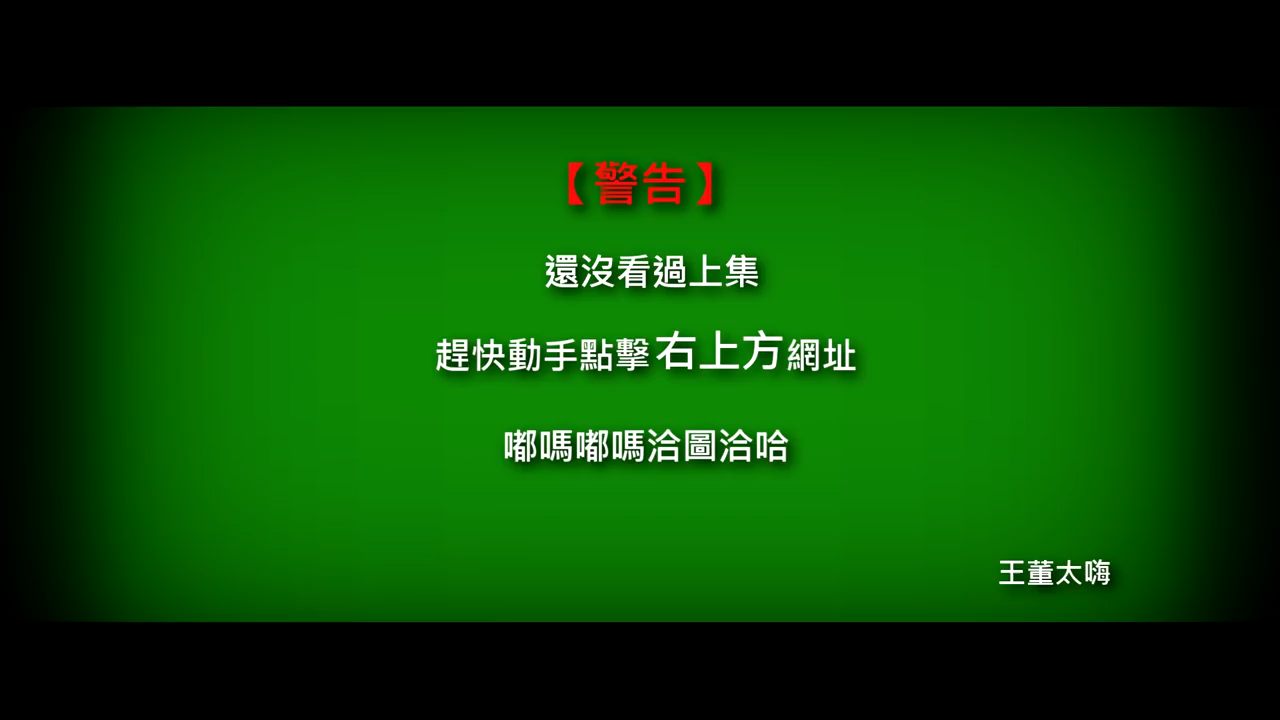 【警告】
還沒看過上集
趕快動手點擊右上方網址
嘟嗎嘟嗎洽圖洽哈
王董太嗨